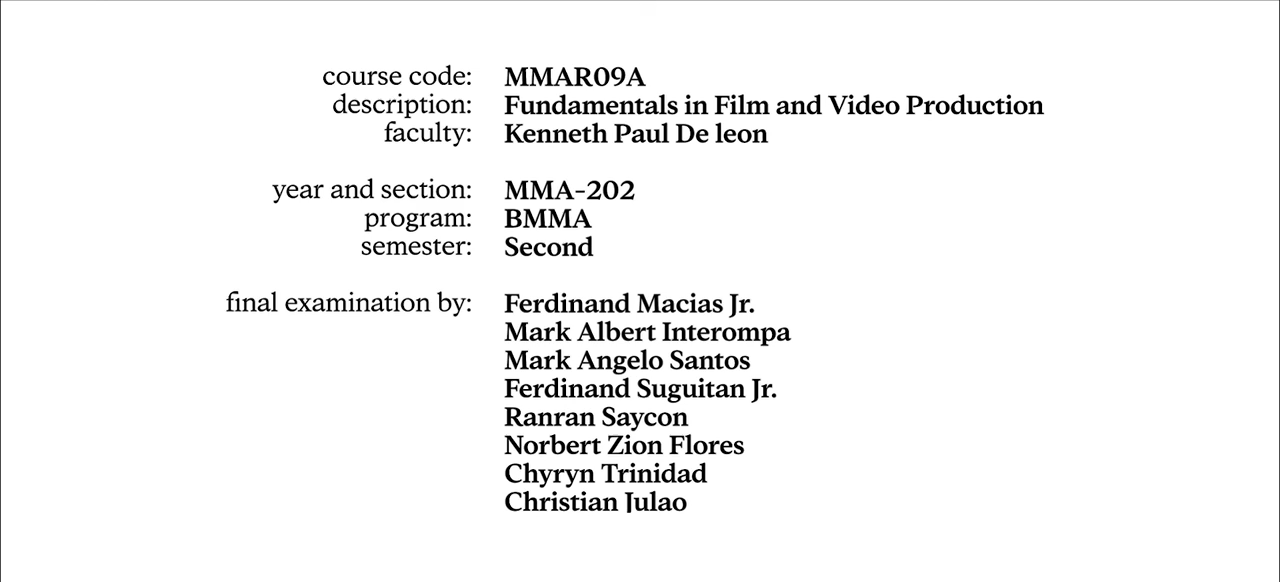 course code: MMAR09A
description: Fundamentals in Film and Video Production
faculty: Kenneth Paul De leon
year and section: MMA-202
program: BMMA
semester: Second
final examination by: Ferdinand Macias Jr.
Mark Albert Interompa
Mark Angelo Santos
Ferdinand Suguitan Jr.
Ranran Saycon
Norbert Zion Flores
Chyryn Trinidad
Christian Julao